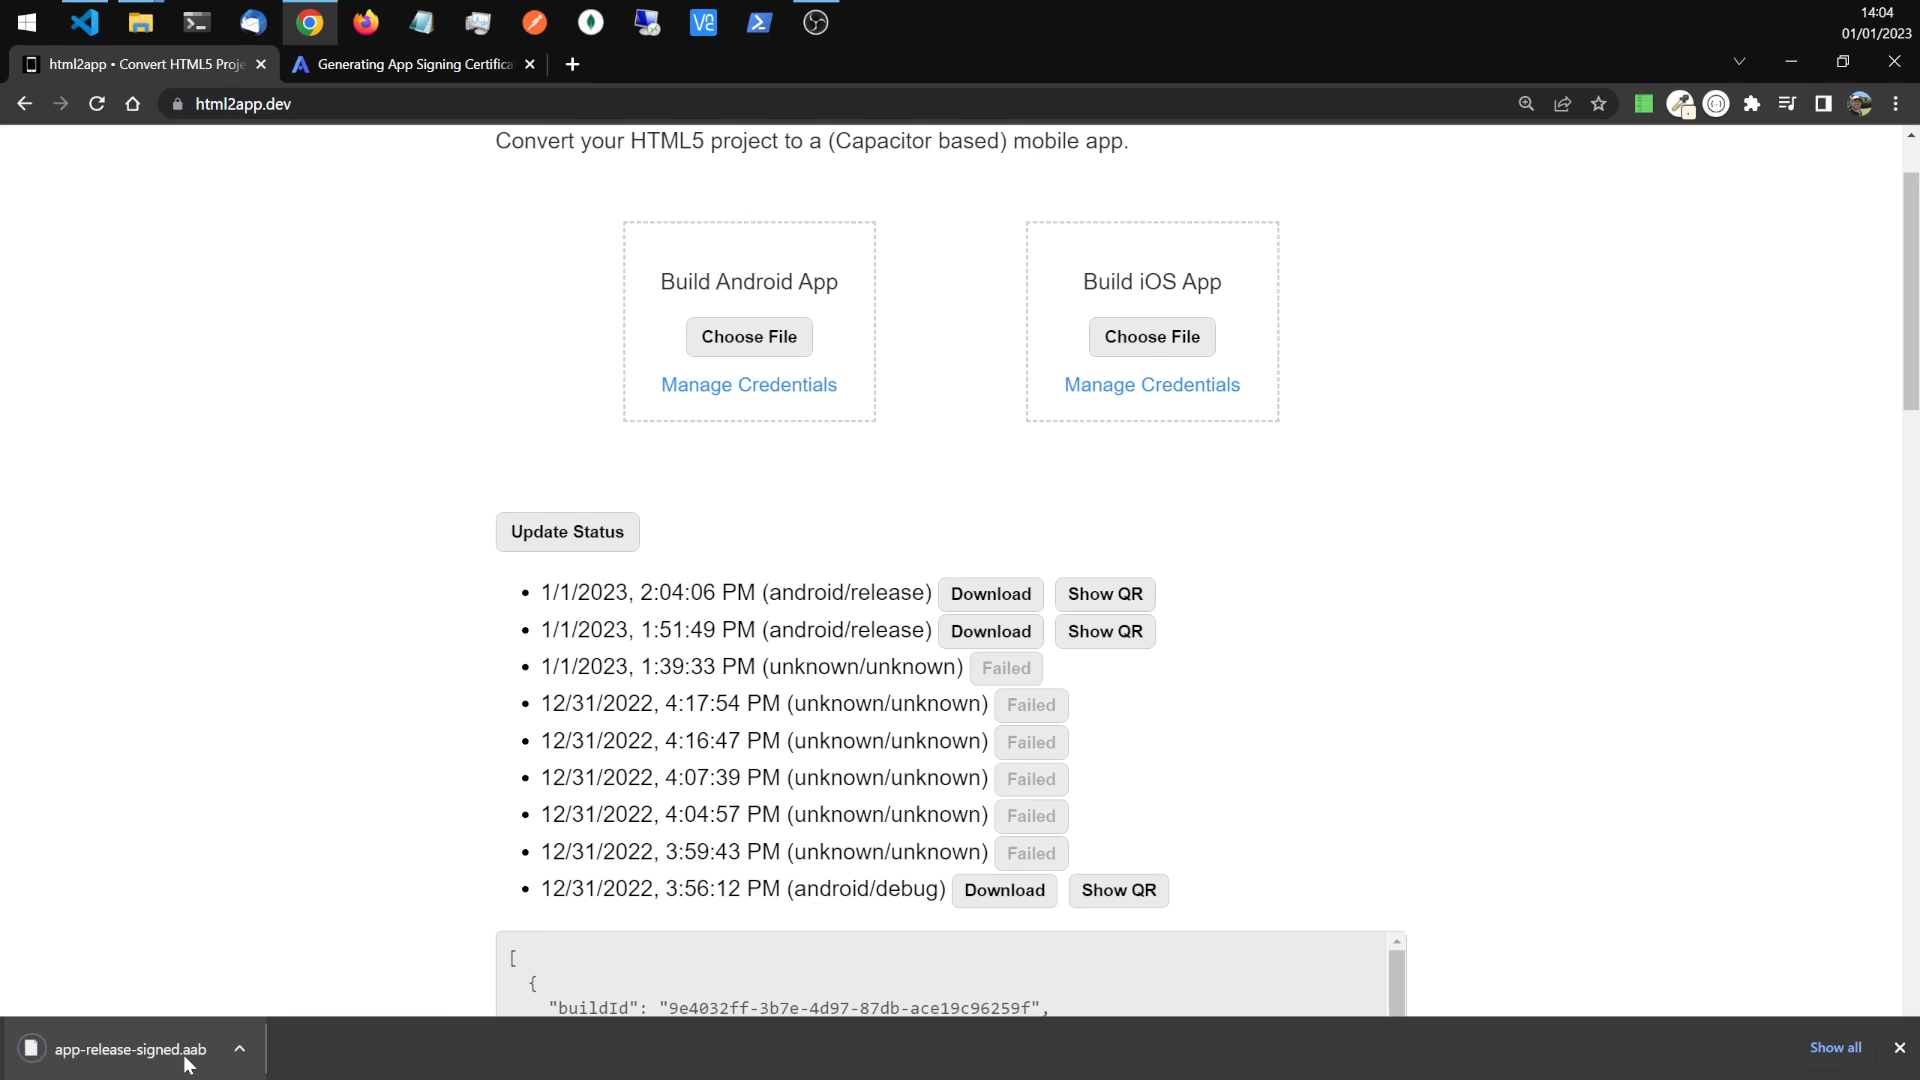 14:04
01/01/2023
html2app • Convert HTML5 Proje
Generating App Signing Certifica
html2app.dev
Convert your HTML5 project to a (Capacitor based) mobile app.
Build Android App
Choose File
Manage Credentials
Build iOS App
Choose File
Manage Credentials
Update Status
• 1/1/2023, 2:04:06 PM (android/release) Download Show QR
• 1/1/2023, 1:51:49 PM (android/release) Download Show QR
• 1/1/2023, 1:39:33 PM (unknown/unknown) Failed
• 12/31/2022, 4:17:54 PM (unknown/unknown) Failed
• 12/31/2022, 4:16:47 PM (unknown/unknown) Failed
• 12/31/2022, 4:07:39 PM (unknown/unknown) Failed
• 12/31/2022, 4:04:57 PM (unknown/unknown) Failed
• 12/31/2022, 3:59:43 PM (unknown/unknown) Failed
• 12/31/2022, 3:56:12 PM (android/debug) Download Show QR
[
{
"buildId": "9e4032ff-3b7e-4d97-87db-ace19c96259f",
app-release-signed.aab
Show all